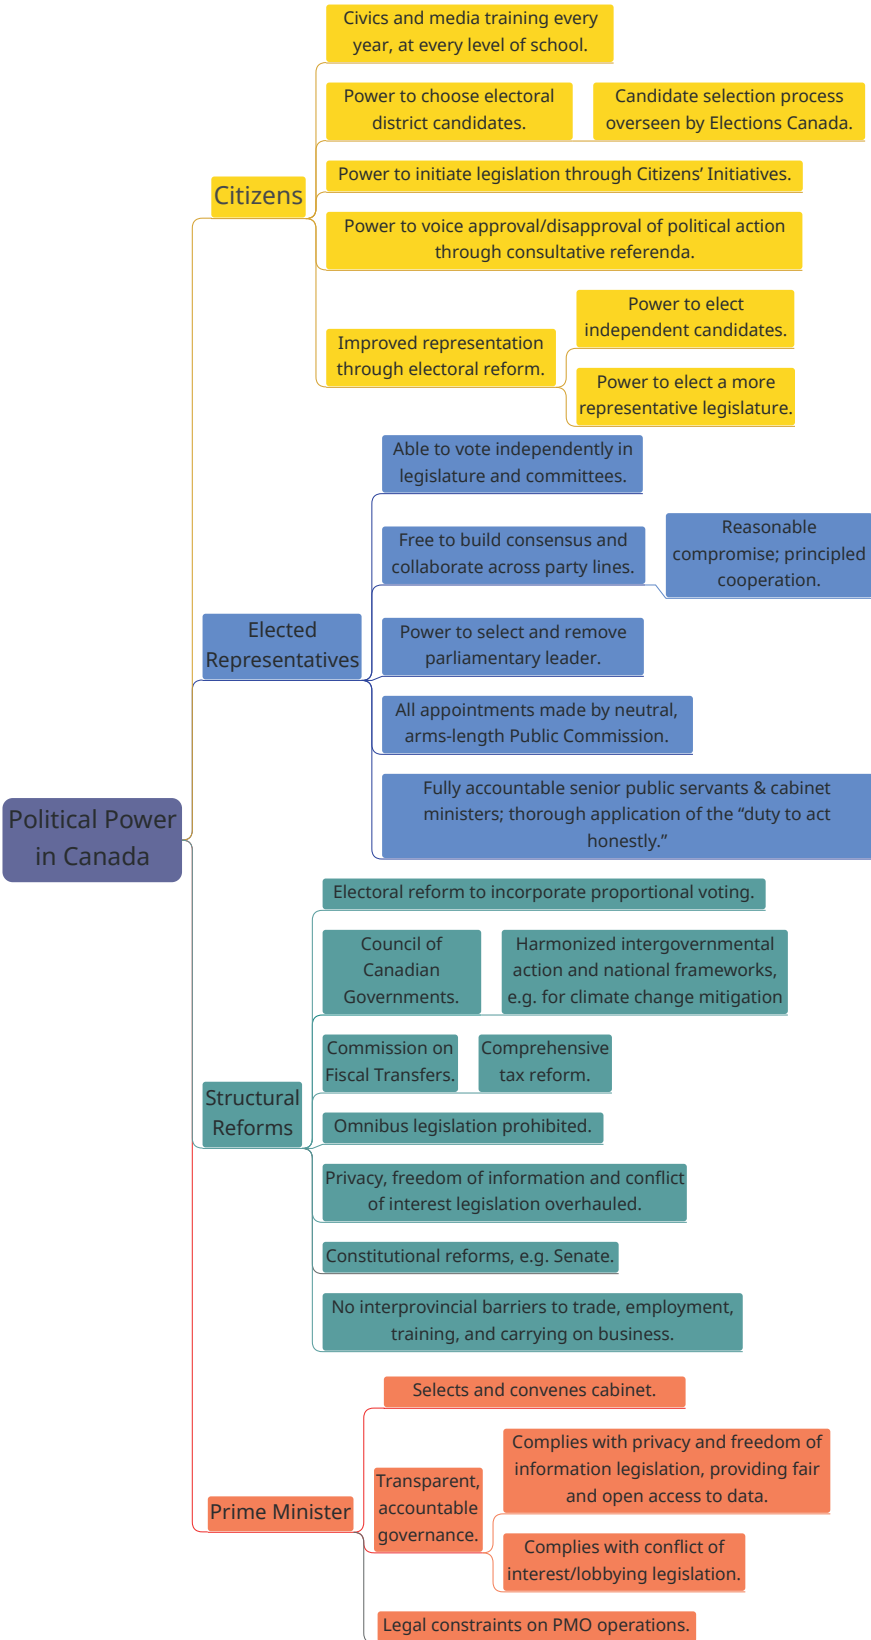 Political Power
in Canada
Citizens
Civics and media training every
year, at every level of school.
Power to choose electoral
district candidates.
Candidate selection process
overseen by Elections Canada.
Power to initiate legislation through Citizens’ Initiatives.
Power to voice approval/disapproval of political action
through consultative referenda.
Improved representation
through electoral reform.
Power to elect
independent candidates.
Power to elect a more
representative legislature.
Elected
Representatives
Able to vote independently in
legislature and committees.
Free to build consensus and
collaborate across party lines.
Reasonable
compromise; principled
cooperation.
Power to select and remove
parliamentary leader.
All appointments made by neutral,
arms-length Public Commission.
Fully accountable senior public servants & cabinet
ministers; thorough application of the “duty to act
honestly.”
Structural
Reforms
Electoral reform to incorporate proportional voting.
Council of
Canadian
Governments.
Harmonized intergovernmental
action and national frameworks,
e.g. for climate change mitigation
Commission on
Fiscal Transfers.
Comprehensive
tax reform.
Omnibus legislation prohibited.
Privacy, freedom of information and conflict
of interest legislation overhauled.
Constitutional reforms, e.g. Senate.
No interprovincial barriers to trade, employment,
training, and carrying on business.
Prime Minister
Selects and convenes cabinet.
Transparent,
accountable
governance.
Complies with privacy and freedom of
information legislation, providing fair
and open access to data.
Complies with conflict of
interest/lobbying legislation.
Legal constraints on PMO operations.